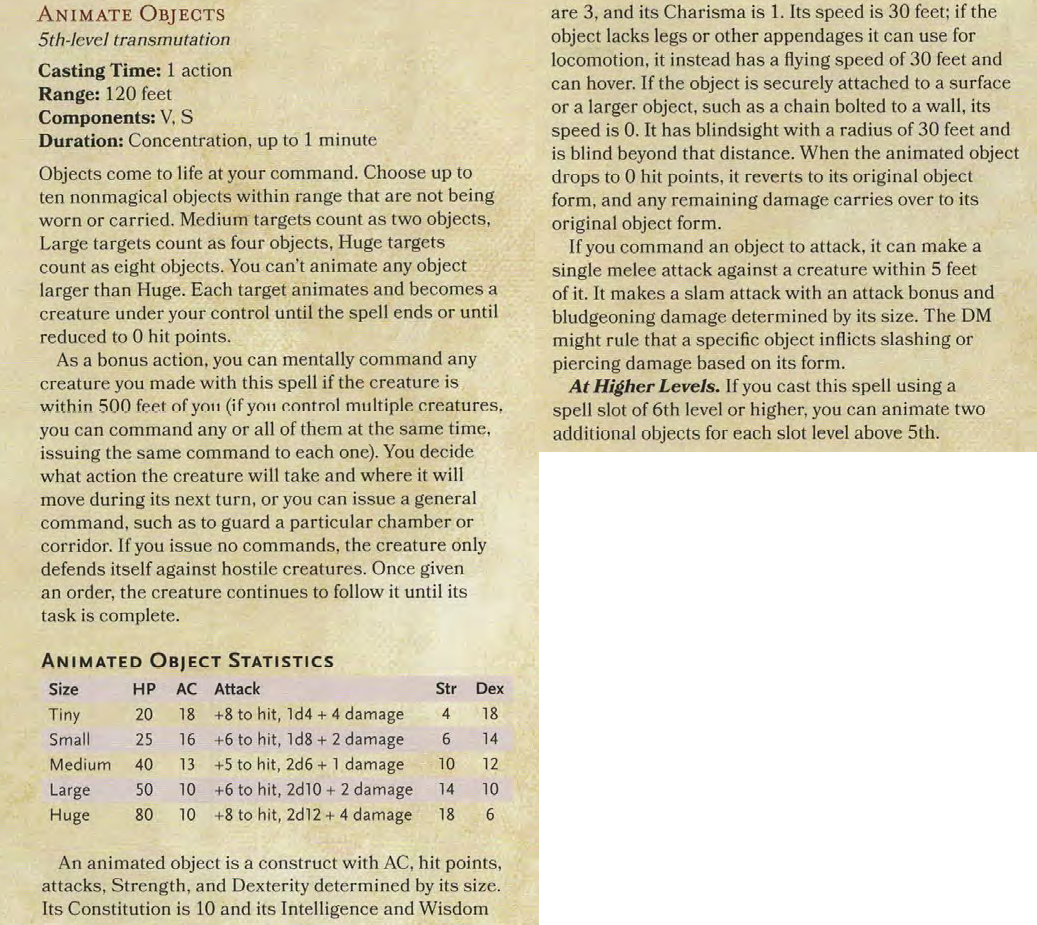 ANIMATE OBJECTS
5th-level transmutation
Casting Time: 1 action
Range: 120 feet
Components: V, S
Duration: Concentration, up to 1 minute
Objects come to life at your command. Choose up to
ten nonmagical objects within range that are not being
worn or carried. Medium targets count as two objects,
Large targets count as four objects, Huge targets
count as eight objects. You can't animate any object
larger than Huge. Each target animates and becomes a
creature under your control until the spell ends or until
reduced to 0 hit points.
As a bonus action, you can mentally command any
creature you made with this spell if the creature is
within 500 feet of you (if you control multiple creatures,
you can command any or all of them at the same time,
issuing the same command to each one). You decide
what action the creature will take and where it will
move during its next turn, or you can issue a general
command, such as to guard a particular chamber or
corridor. If you issue no commands, the creature only
defends itself against hostile creatures. Once given
an order, the creature continues to follow it until its
task is complete.
ANIMATED OBJECT STATISTICS
Size HP AC Attack Str Dex
Tiny 20 18 +8 to hit, 1d4 + 4 damage 4 18
Small 25 16 +6 to hit, 1d8 + 2 damage 6 14
Medium 40 13 +5 to hit, 2d6 + 1 damage 10 12
Large 50 10 +6 to hit, 2d10 + 2 damage 14 10
Huge 80 10 +8 to hit, 2d12 + 4 damage 18 6
An animated object is a construct with AC, hit points,
attacks, Strength, and Dexterity determined by its size.
Its Constitution is 10 and its Intelligence and Wisdom
are 3, and its Charisma is 1. Its speed is 30 feet; if the
object lacks legs or other appendages it can use for
locomotion, it instead has a flying speed of 30 feet and
can hover. If the object is securely attached to a surface
or a larger object, such as a chain bolted to a wall, its
speed is 0. It has blindsight with a radius of 30 feet and
is blind beyond that distance. When the animated object
drops to 0 hit points, it reverts to its original object
form, and any remaining damage carries over to its
original object form.
If you command an object to attack, it can make a
single melee attack against a creature within 5 feet
of it. It makes a slam attack with an attack bonus and
bludgeoning damage determined by its size. The DM
might rule that a specific object inflicts slashing or
piercing damage based on its form.
At Higher Levels. If you cast this spell using a
spell slot of 6th level or higher, you can animate two
additional objects for each slot level above 5th.